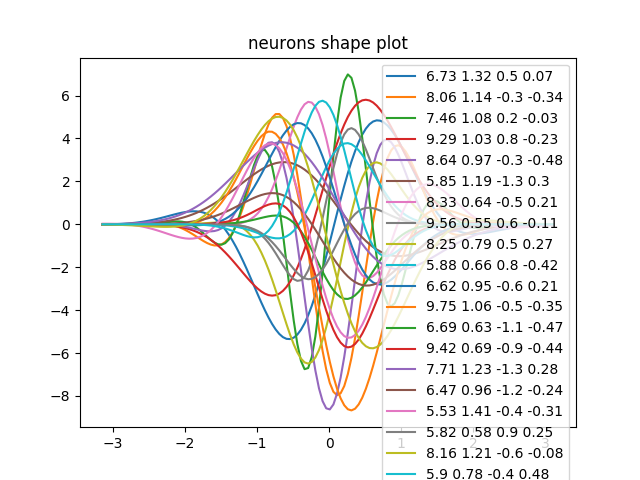 neurons shape plot
6
4
2
0
−2
−4
−6
−8
−3
−2
−1
0
1
2
3
6.73 1.32 0.5 0.07
8.06 1.14 -0.3 -0.34
7.46 1.08 0.2 -0.03
9.29 1.03 0.8 -0.23
8.64 0.97 -0.3 -0.48
5.85 1.19 -1.3 0.3
8.33 0.64 -0.5 0.21
9.56 0.55 0.6 -0.11
8.25 0.79 0.5 0.27
5.88 0.66 0.8 -0.42
6.62 0.95 -0.6 0.21
9.75 1.06 -0.5 -0.35
6.69 0.63 -1.1 -0.47
9.42 0.69 -0.9 -0.44
7.71 1.23 -1.3 0.28
6.47 0.96 -1.2 -0.24
5.53 1.41 -0.4 -0.31
5.82 0.58 0.9 0.25
8.16 1.21 -0.6 -0.08
5.9 0.78 -0.4 0.48